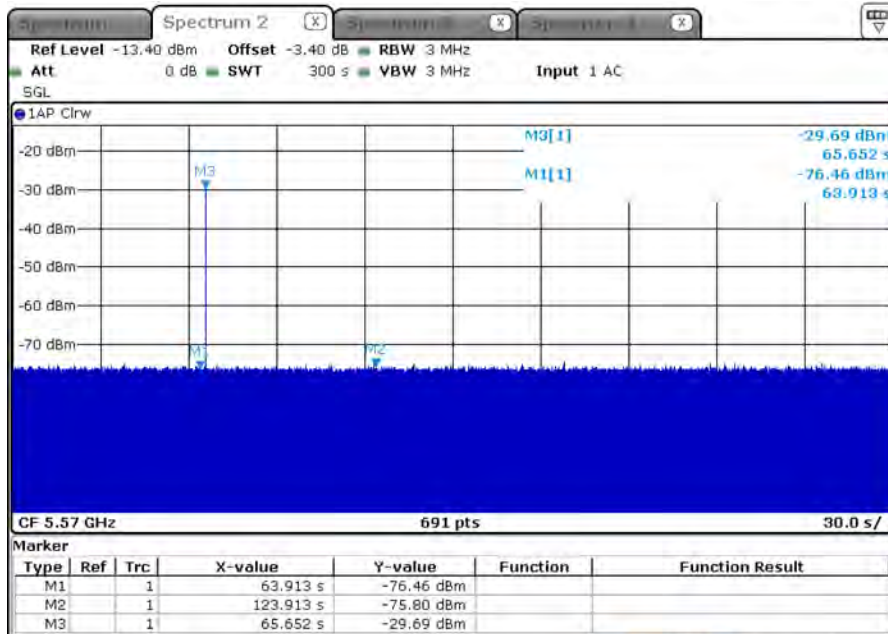 Spectrum 2 X X X
Ref Level -13.40 dBm Offset -3.40 dB RBW 3 MHz
Att 0 dB SWT 300 s VBW 3 MHz Input 1 AC
SGL
1AP Clrw
M3[1] -29.69 dBm
65.652 s
M1[1] -76.46 dBm
63.913 s
-20 dBm
M3
-30 dBm
-40 dBm
-50 dBm
-60 dBm
-70 dBm
M1 M2
CF 5.57 GHz 691 pts 30.0 s/
Marker
Type Ref Trc X-value Y-value Function Function Result
M1 1 63.913 s -76.46 dBm
M2 1 123.913 s -75.80 dBm
M3 1 65.652 s -29.69 dBm